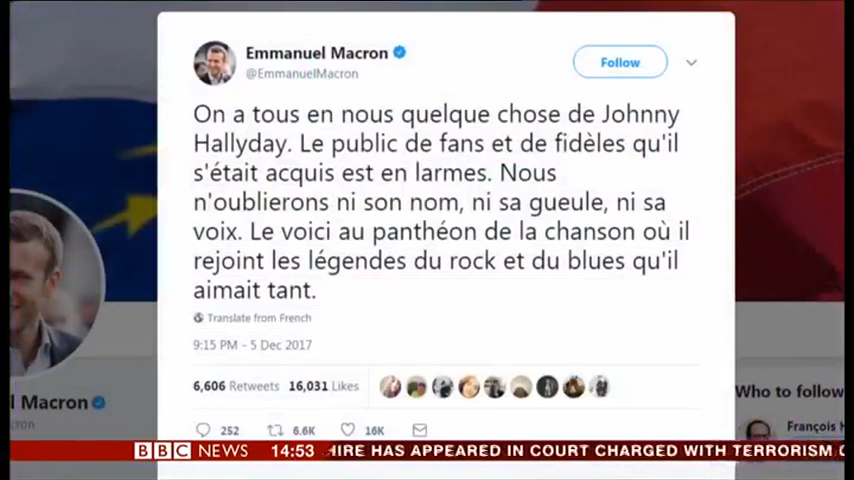 Emmanuel Macron
@EmmanuelMacron
Follow
On a tous en nous quelque chose de Johnny
Hallyday. Le public de fans et de fidèles qu'il
s'était acquis est en larmes. Nous
n'oublierons ni son nom, ni sa gueule, ni sa
voix. Le voici au panthéon de la chanson où il
rejoint les légendes du rock et du blues qu'il
aimait tant.
Translate from French
9:15 PM - 5 Dec 2017
6,606 Retweets 16,031 Likes
252 6.6K 16K
Macron
cron
Who to follow
François
BBC NEWS 14:53 HIRE HAS APPEARED IN COURT CHARGED WITH TERRORISM